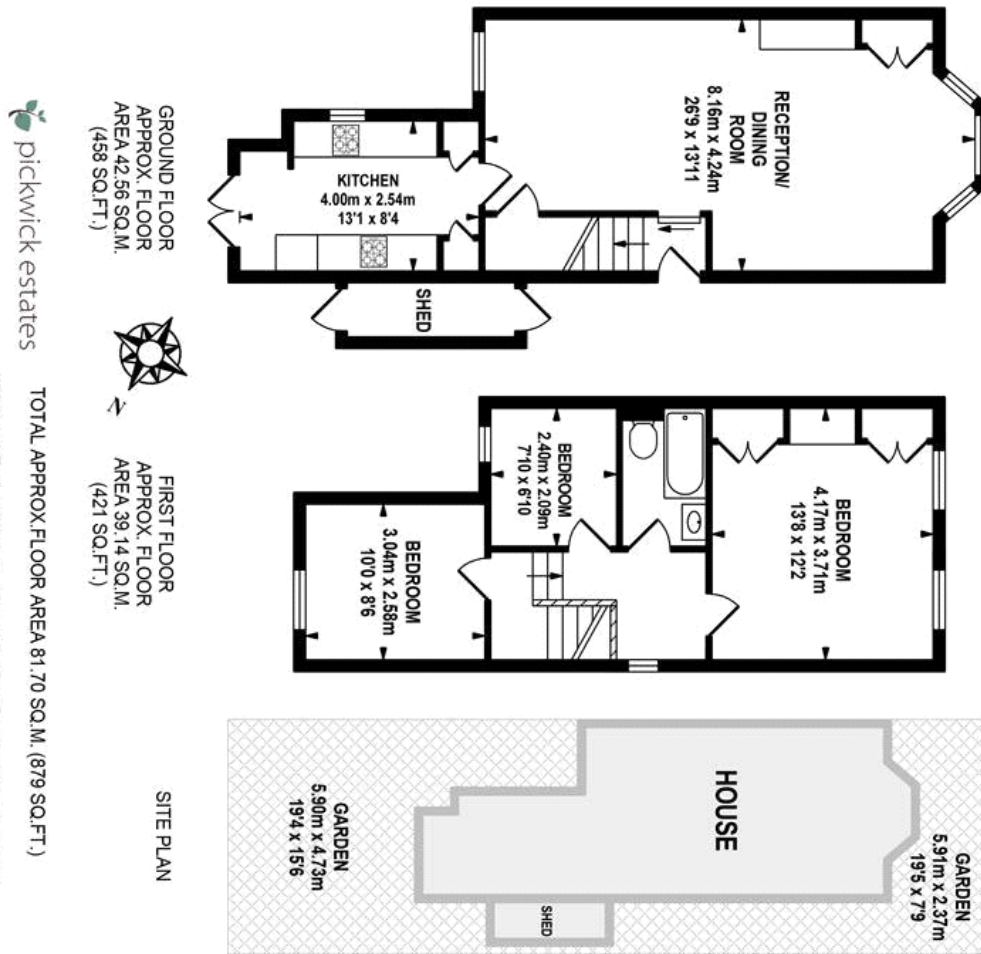 RECEPTION/
DINING
ROOM
8.16m x 4.24m
26'9 x 13'11
KITCHEN
4.00m x 2.54m
13'1 x 8'4
SHED
GROUND FLOOR
APPROX. FLOOR
AREA 42.56 SQ.M.
(458 SQ.FT.)
BEDROOM
4.17m x 3.71m
13'8 x 12'2
BEDROOM
2.40m x 2.09m
7'10 x 6'10
BEDROOM
3.04m x 2.58m
10'0 x 8'6
N
FIRST FLOOR
APPROX. FLOOR
AREA 39.14 SQ.M.
(421 SQ.FT.)
GARDEN
5.91m x 2.37m
19'5 x 7'9
HOUSE
SHED
GARDEN
5.90m x 4.73m
19'4 x 15'6
SITE PLAN
pickwick estates
TOTAL APPROX.FLOOR AREA 81.70 SQ.M. (879 SQ.FT.)